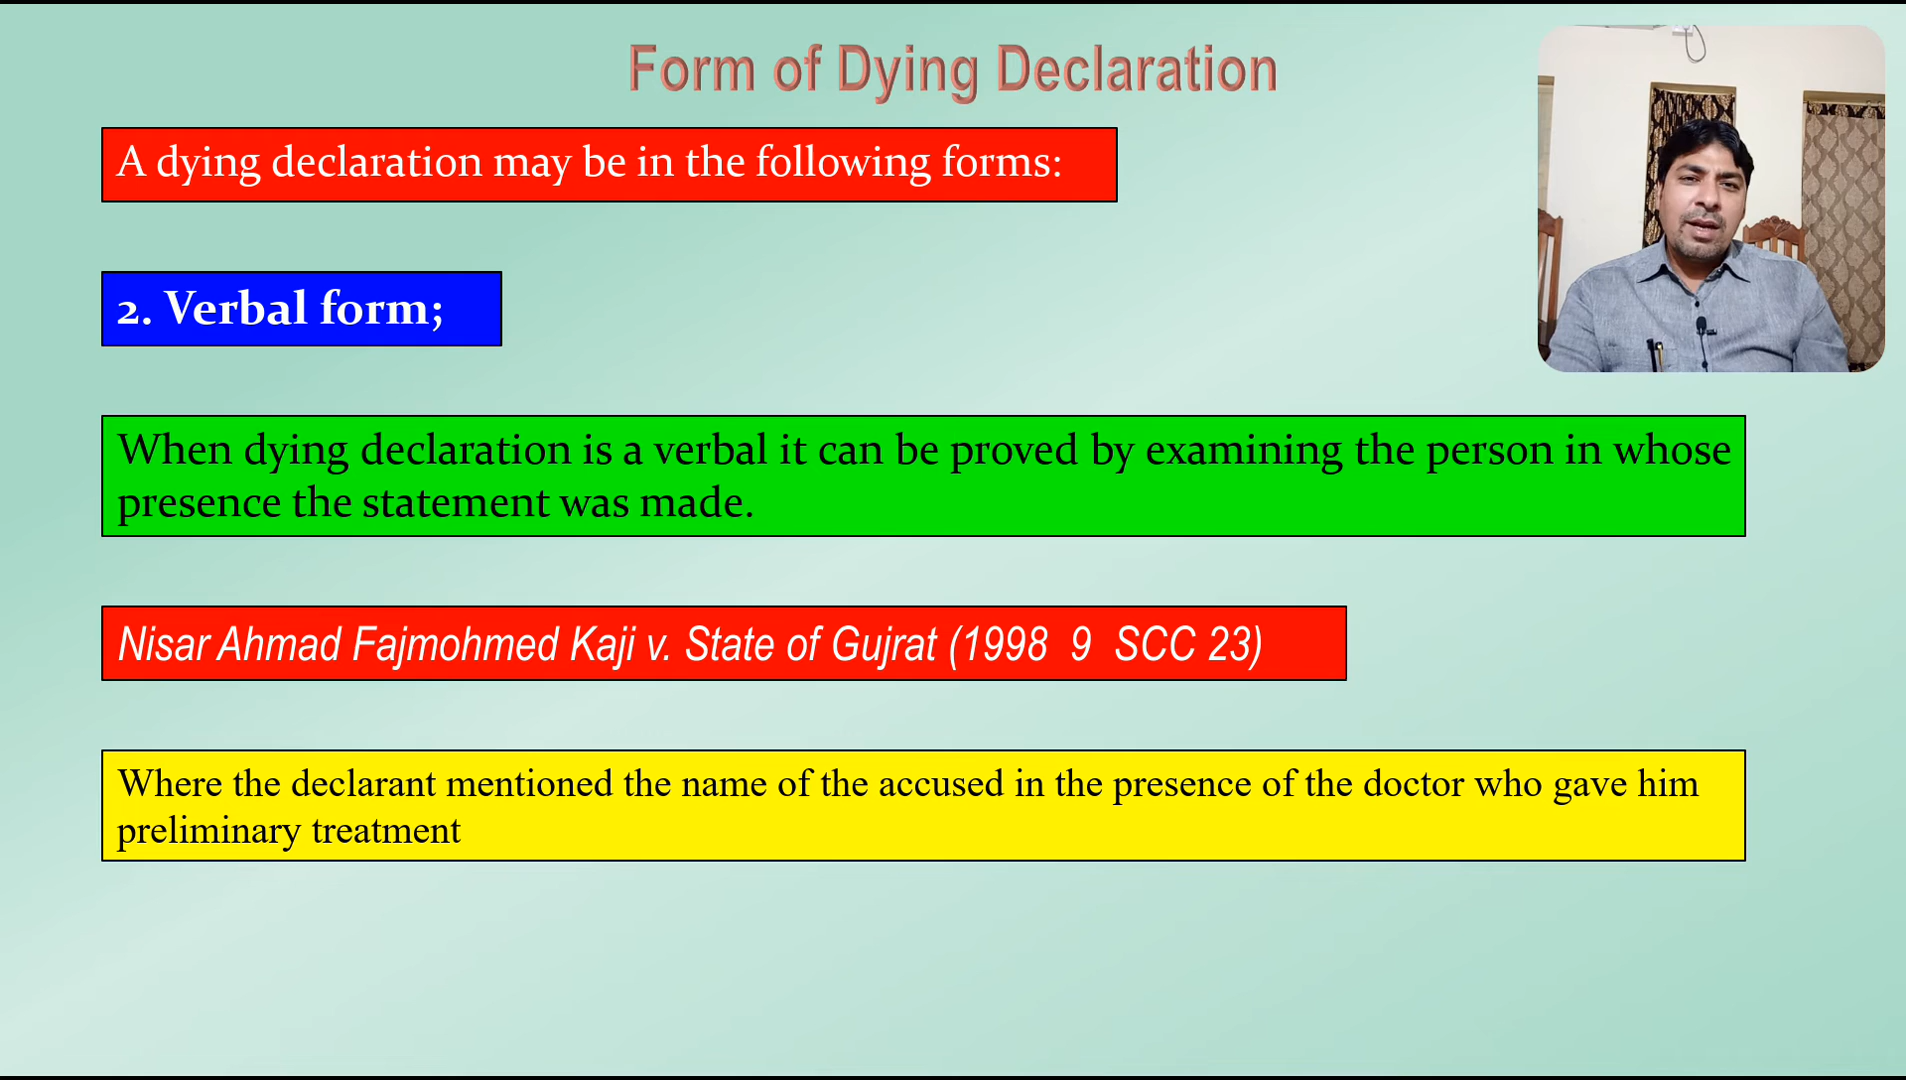 Form of Dying Declaration
A dying declaration may be in the following forms:
2. Verbal form;
When dying declaration is a verbal it can be proved by examining the person in whose
presence the statement was made.
Nisar Ahmad Fajmohmed Kaji v. State of Gujrat (1998 9 SCC 23)
Where the declarant mentioned the name of the accused in the presence of the doctor who gave him
preliminary treatment